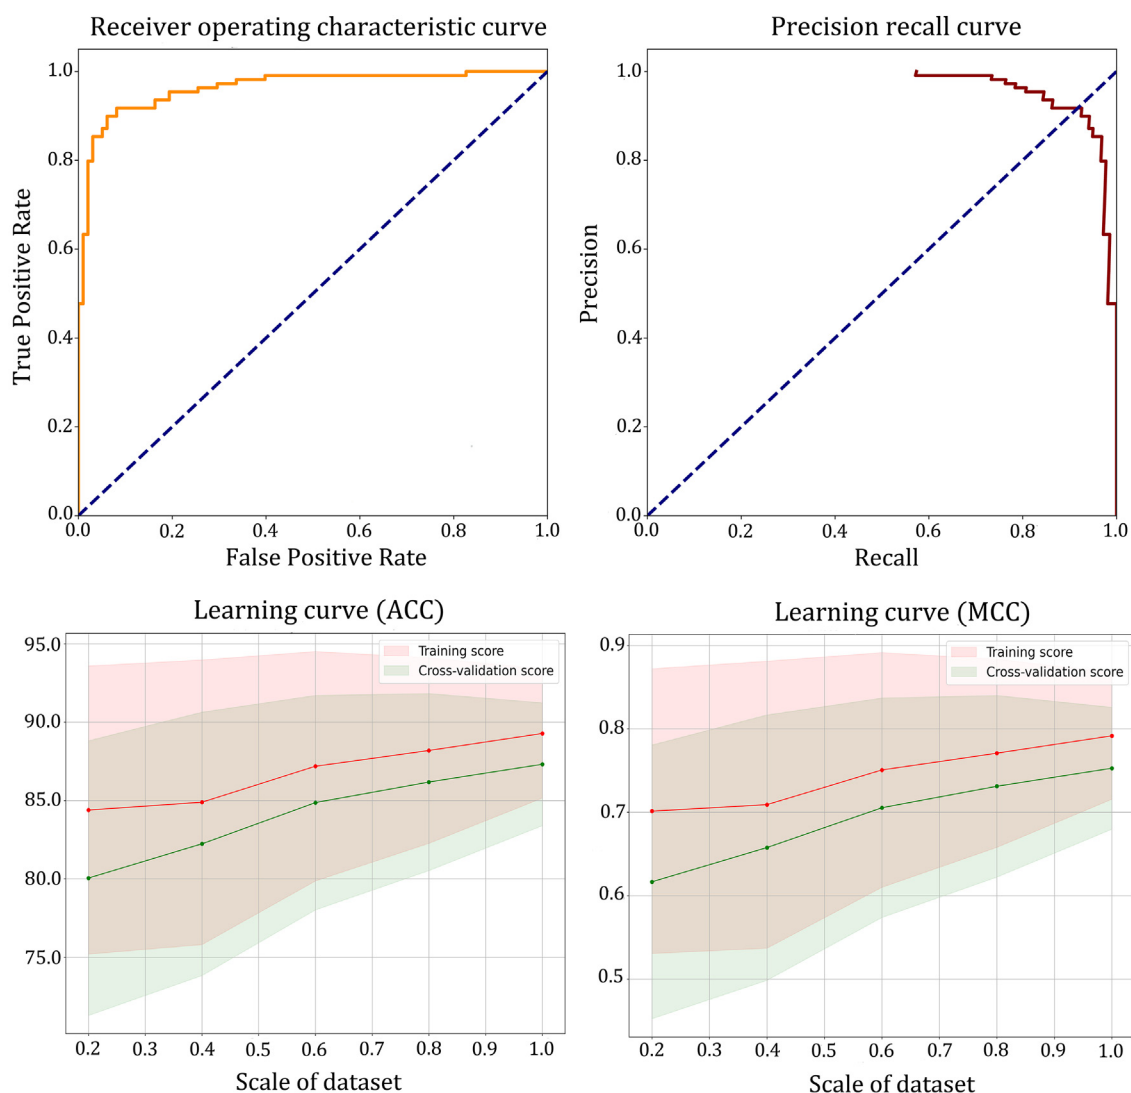 Receiver operating characteristic curve
1.0
0.8
0.6
0.4
0.2
0.0
True Positive Rate
0.0 0.2 0.4 0.6 0.8 1.0
False Positive Rate
Precision recall curve
1.0
0.8
0.6
0.4
0.2
0.0
Precision
0.0 0.2 0.4 0.6 0.8 1.0
Recall
Learning curve (ACC)
Training score
Cross-validation score
95.0
90.0
85.0
80.0
75.0
0.2 0.3 0.4 0.5 0.6 0.7 0.8 0.9 1.0
Scale of dataset
Learning curve (MCC)
Training score
Cross-validation score
0.9
0.8
0.7
0.6
0.5
0.2 0.3 0.4 0.5 0.6 0.7 0.8 0.9 1.0
Scale of dataset